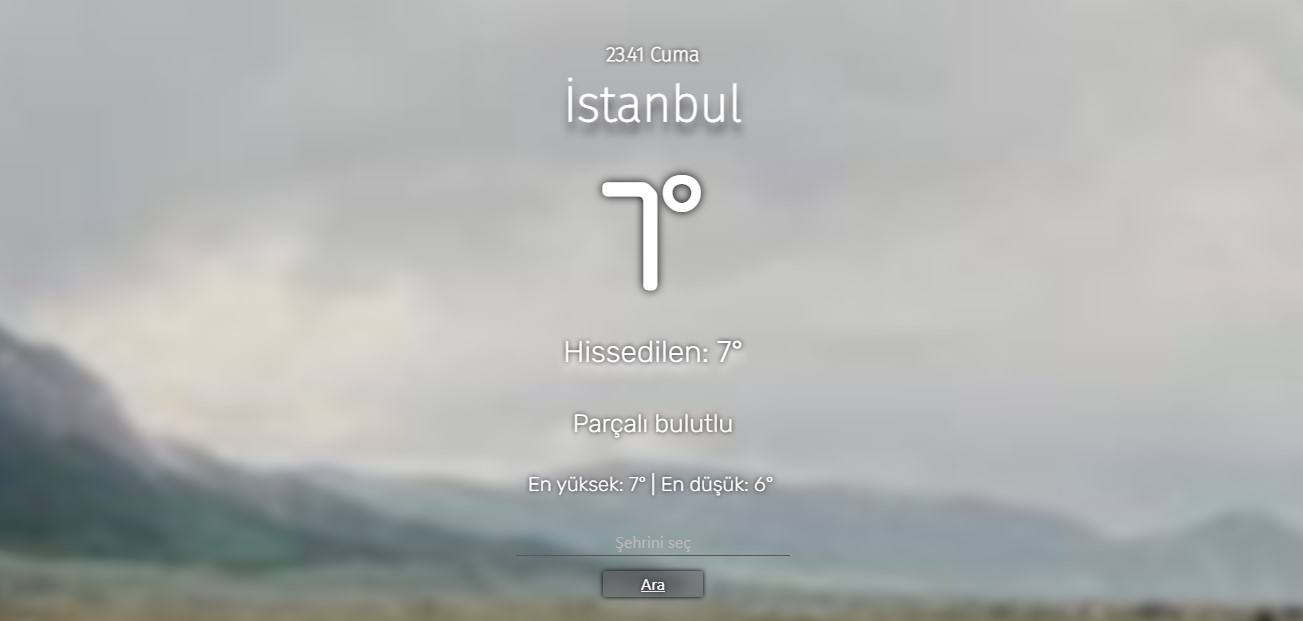 23.41 Cuma
İstanbul
7°
Hissedilen: 7°
Parçalı bulutlu
En yüksek: 7° | En düşük: 6°
Şehrini seç
Ara